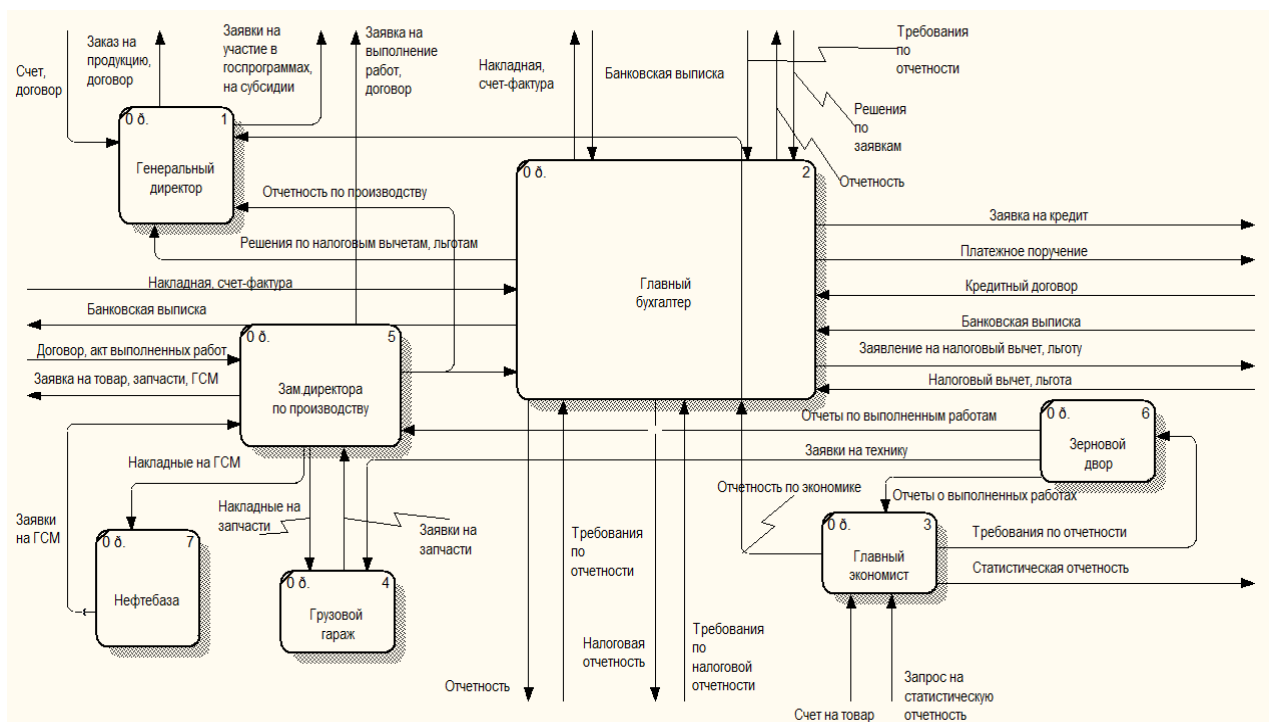 Счет,
договор
Заказ на
продукцию,
договор
Заявки на
участие в
госпрограммах,
на субсидии
Заявка на
выполнение
работ,
договор
Накладная,
счет-фактура
Банковская выписка
Требования
по
отчетности
Решения
по
заявкам
Отчетность
0 ð. 1
Генеральный
директор
0 ð. 2
Главный
бухгалтер
Отчетность по производству
Решения по налоговым вычетам, льготам
Накладная, счет-фактура
Банковская выписка
Договор, акт выполненных работ
Заявка на товар, запчасти, ГСМ
0 ð. 5
Зам.директора
по производству
Заявка на кредит
Платежное поручение
Кредитный договор
Банковская выписка
Заявление на налоговый вычет, льготу
Налоговый вычет, льгота
Отчеты по выполненным работам
0 ð. 6
Зерновой
двор
Заявки на технику
Отчетность по экономике
Отчеты о выполненных работах
Накладные на ГСМ
Заявки
на ГСМ
Накладные на
запчасти
Заявки на
запчасти
0 ð. 7
Нефтебаза
0 ð. 4
Грузовой
гараж
Требования
по
отчетности
0 ð. 3
Главный
экономист
Требования по отчетности
Статистическая отчетность
Отчетность
Налоговая
отчетность
Требования
по
налоговой
отчетности
Счет на товар
Запрос на
статистическую
отчетность